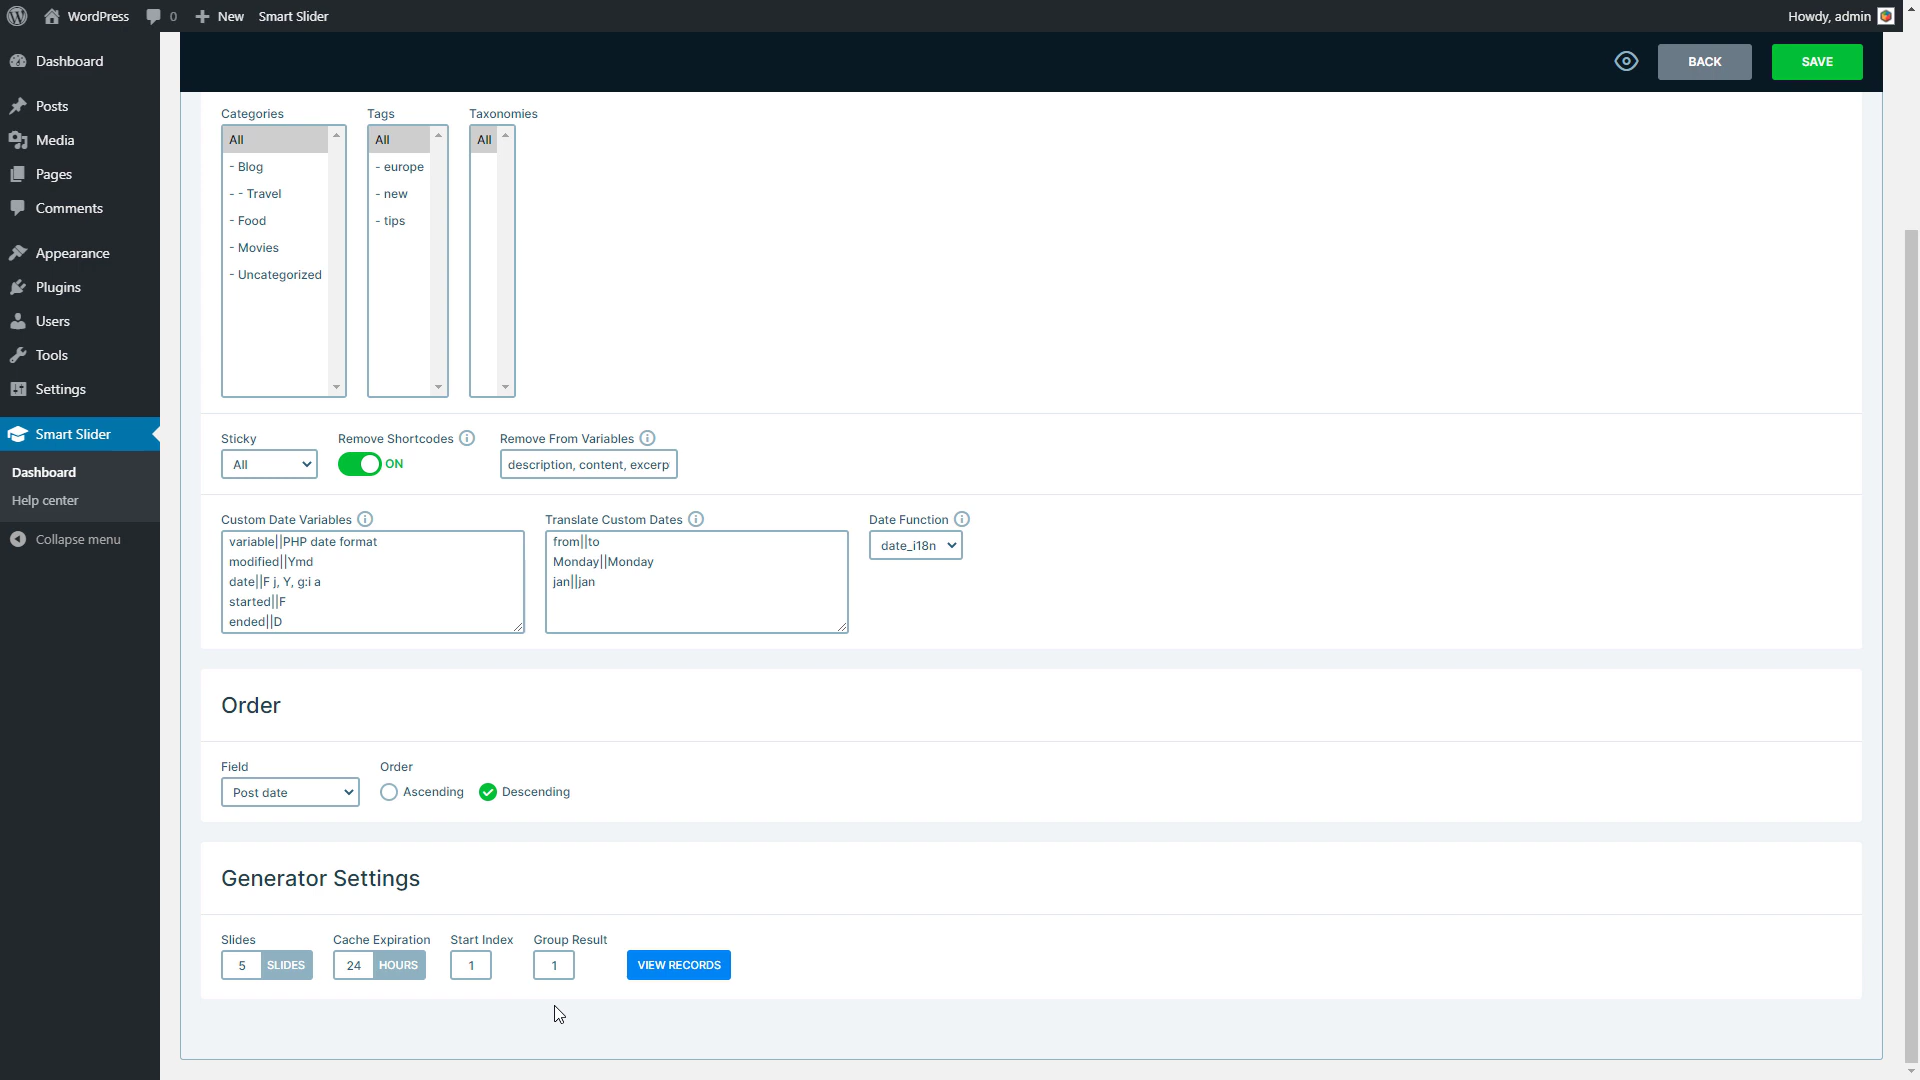 WordPress 0 New Smart Slider Howdy, admin
BACK SAVE
Dashboard
Posts
Media
Pages
Comments
Appearance
Plugins
Users
Tools
Settings
Smart Slider
Dashboard
Help center
Collapse menu
Categories Tags Taxonomies
All All All
- Blog - europe
- - Travel - new
- Food - tips
- Movies
- Uncategorized
Sticky Remove Shortcodes Remove From Variables
All ON description, content, excerp
Custom Date Variables Translate Custom Dates Date Function
variable||PHP date format from||to date_i18n
modified||Ymd Monday||Monday
date||F j, Y, g:i a jan||jan
started||F
ended||D
Order
Field Order
Post date Ascending Descending
Generator Settings
Slides Cache Expiration Start Index Group Result
5 SLIDES 24 HOURS 1 1 VIEW RECORDS